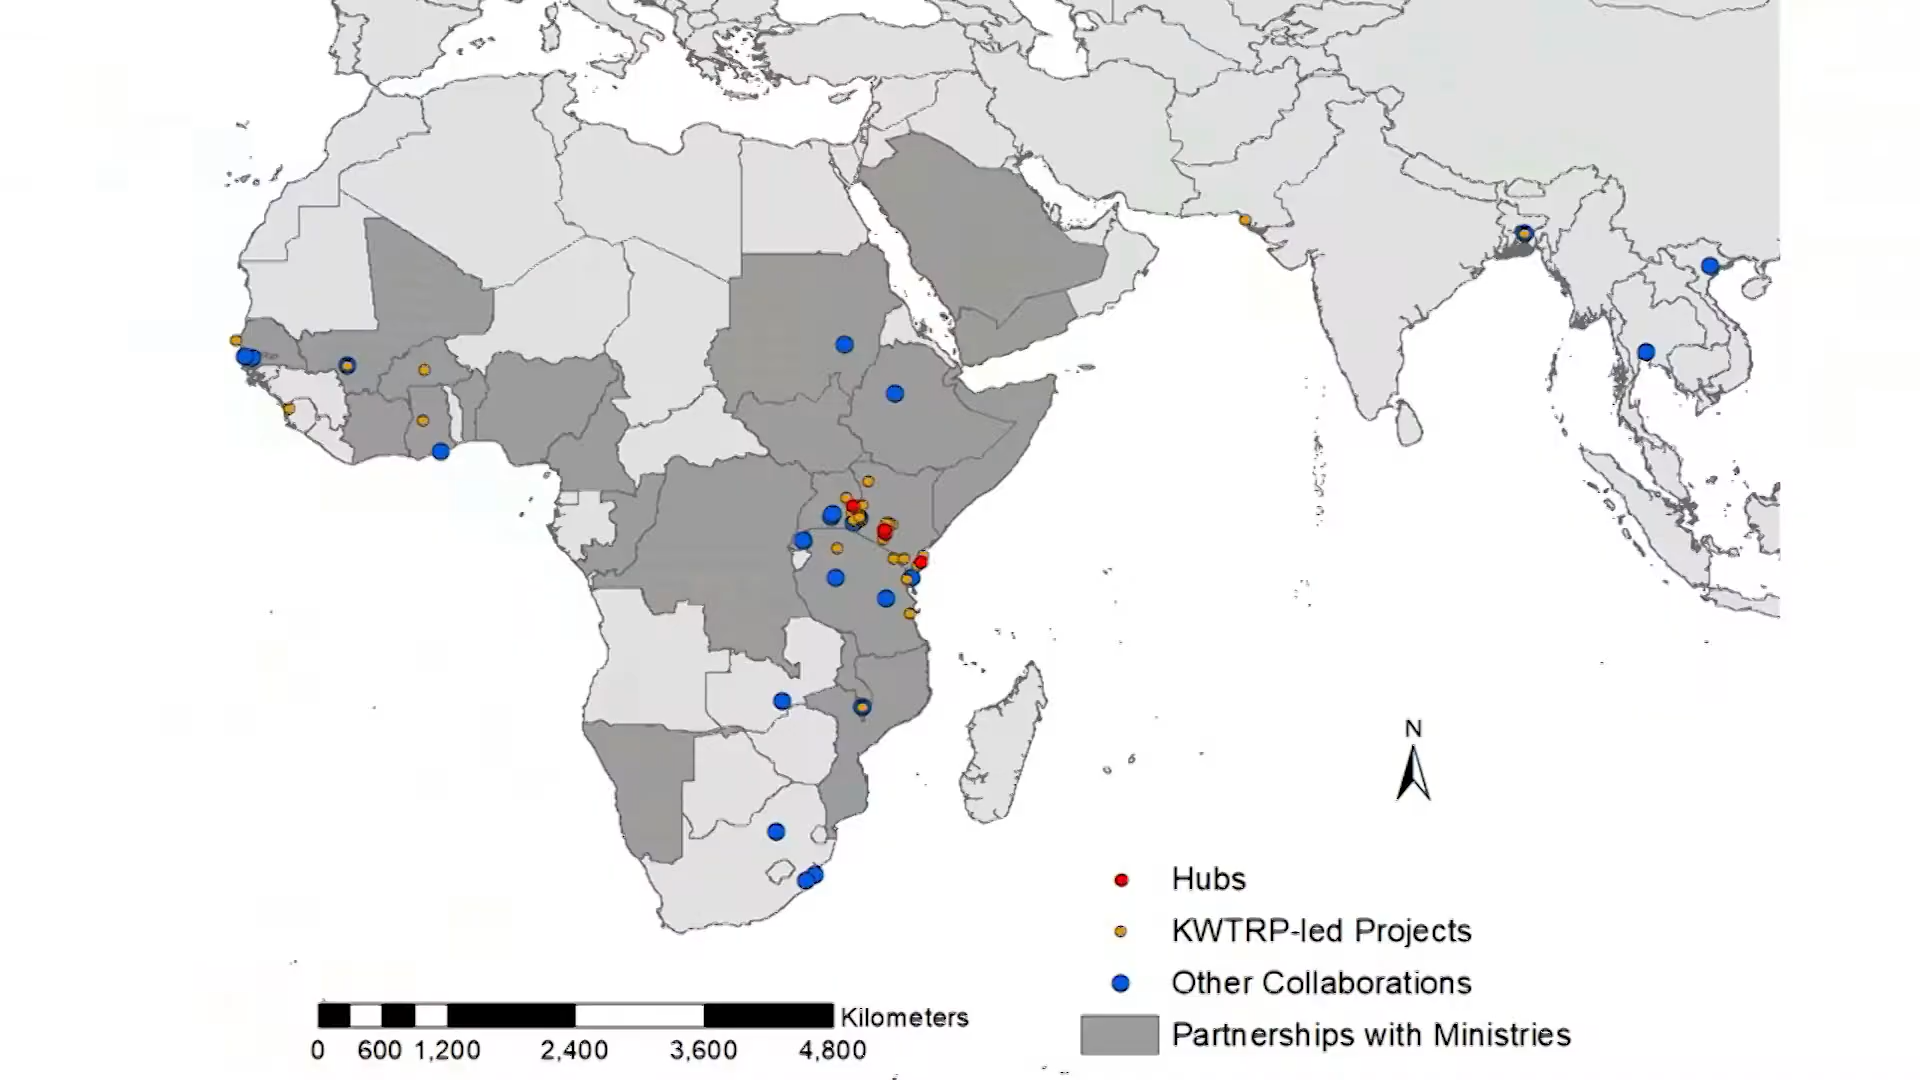 N
Hubs
KWTRP-led Projects
Other Collaborations
Partnerships with Ministries
Kilometers
0 600 1,200 2,400 3,600 4,800